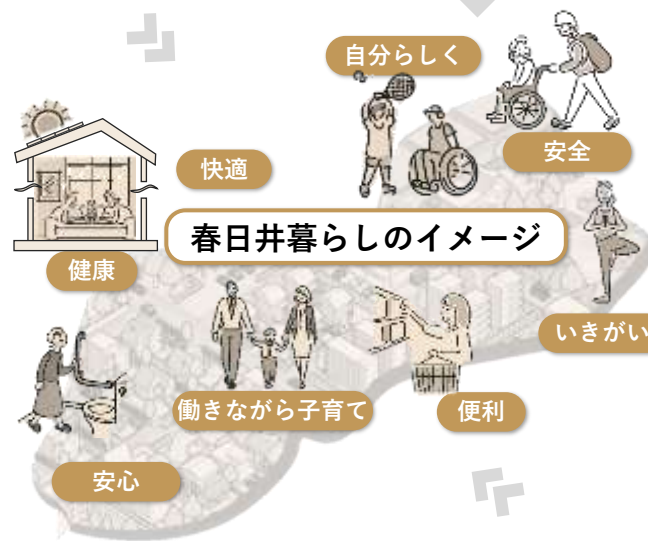 自分らしく
安全
快適
春日井暮らしのイメージ
健康
いきがい
働きながら子育て
便利
安心